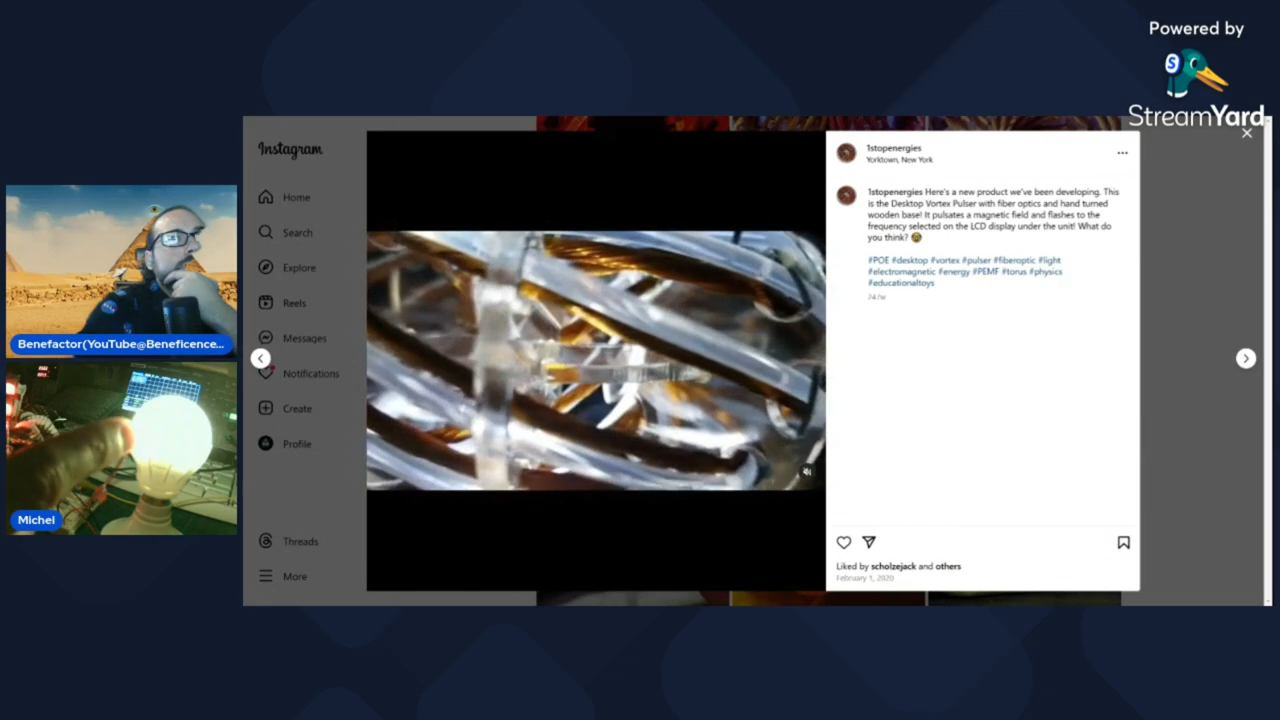 Powered by
StreamYard
Instagram
Home
Search
Explore
Reels
Messages
Notifications
Create
Profile
Threads
More
1stopenergies
Yorktown, New York
1stopenergies Here's a new product we've been developing. This
is the Desktop Vortex Pulser with fiber optics and hand turned
wooden base! It pulsates a magnetic field and flashes to the
frequency selected on the LCD display under the unit! What do
you think? 🤓
#POE #desktop #vortex #pulser #fiberoptic #light
#electromagnetic #energy #PEMF #torus #physics
#educationaltoys
747w
Liked by scholzejack and others
February 1, 2020
Benefactor(YouTube@Beneficence...
Michel